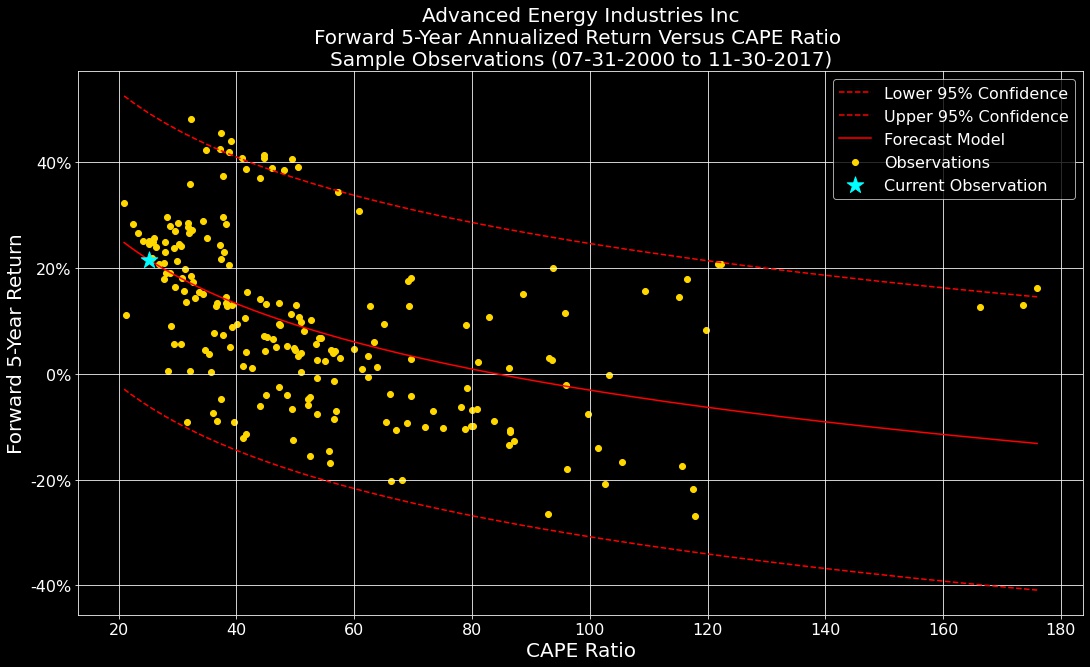 Advanced Energy Industries Inc
Forward 5-Year Annualized Return Versus CAPE Ratio
Sample Observations (07-31-2000 to 11-30-2017)
Lower 95% Confidence
Upper 95% Confidence
Forecast Model
Observations
Current Observation
Forward 5-Year Return
40%
20%
0%
-20%
-40%
20 40 60 80 100 120 140 160 180
CAPE Ratio